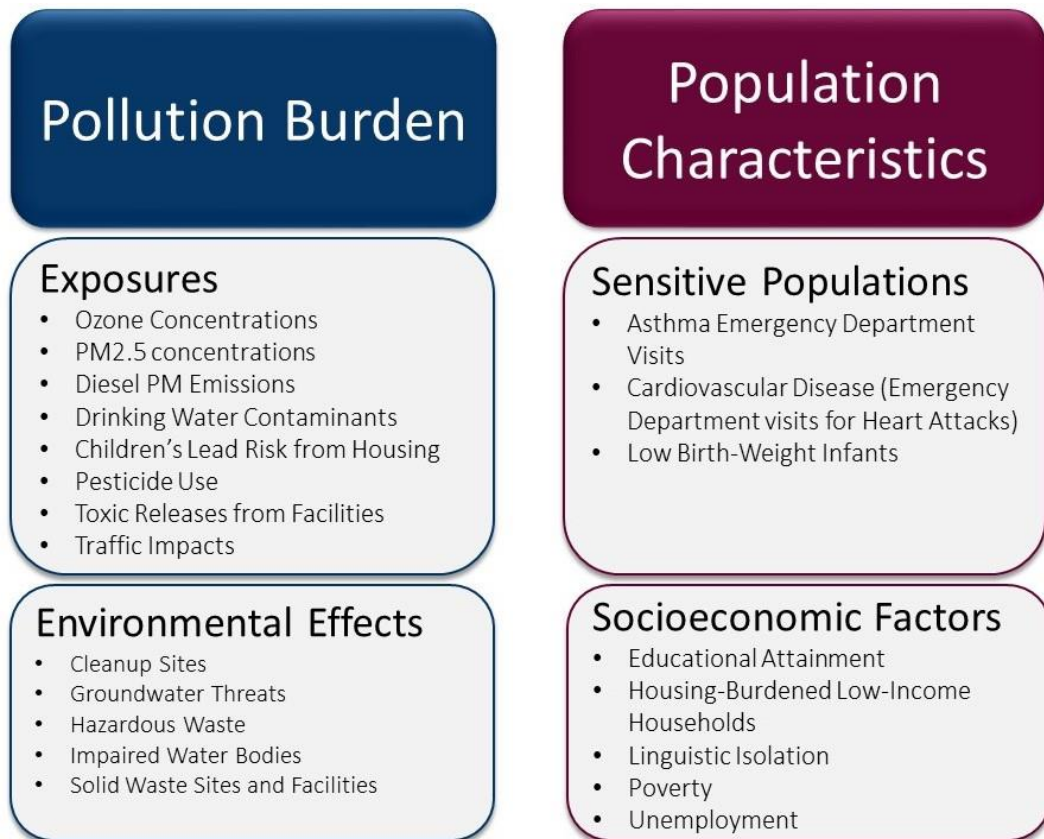 Pollution Burden
Exposures
• Ozone Concentrations
• PM2.5 concentrations
• Diesel PM Emissions
• Drinking Water Contaminants
• Children's Lead Risk from Housing
• Pesticide Use
• Toxic Releases from Facilities
• Traffic Impacts
Environmental Effects
• Cleanup Sites
• Groundwater Threats
• Hazardous Waste
• Impaired Water Bodies
• Solid Waste Sites and Facilities
Population
Characteristics
Sensitive Populations
• Asthma Emergency Department
Visits
• Cardiovascular Disease (Emergency
Department visits for Heart Attacks)
• Low Birth-Weight Infants
Socioeconomic Factors
• Educational Attainment
• Housing-Burdened Low-Income
Households
• Linguistic Isolation
• Poverty
• Unemployment